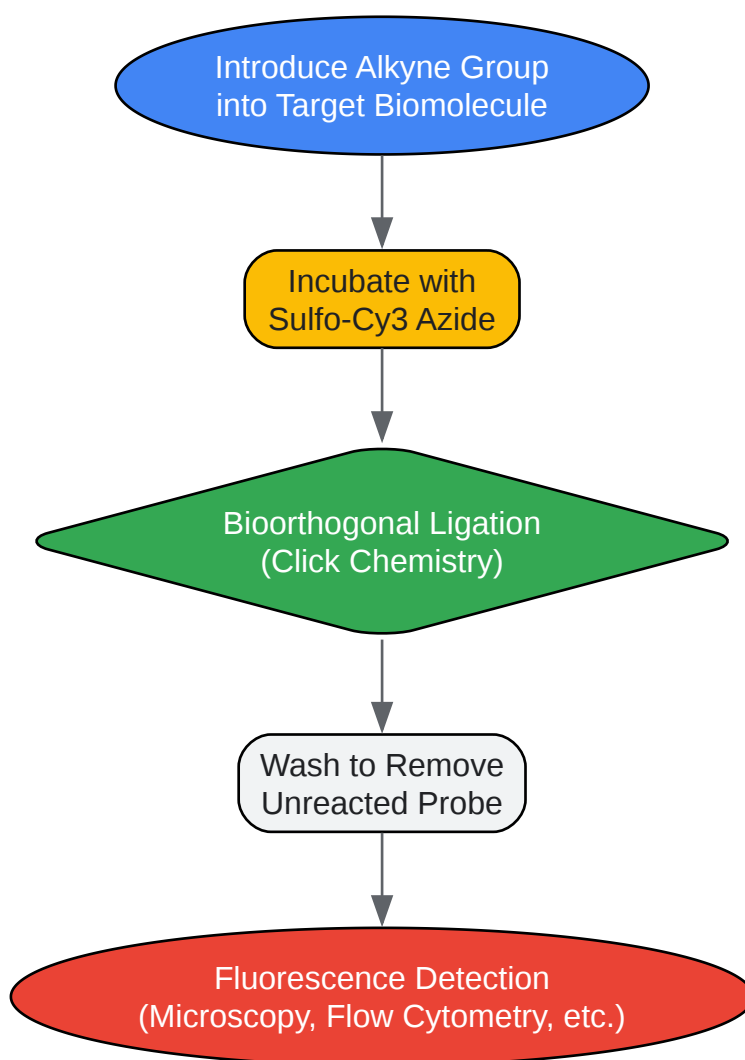 Introduce Alkyne Group
into Target Biomolecule
Incubate with
Sulfo-Cy3 Azide
Bioorthogonal Ligation
(Click Chemistry)
Wash to Remove
Unreacted Probe
Fluorescence Detection
(Microscopy, Flow Cytometry, etc.)